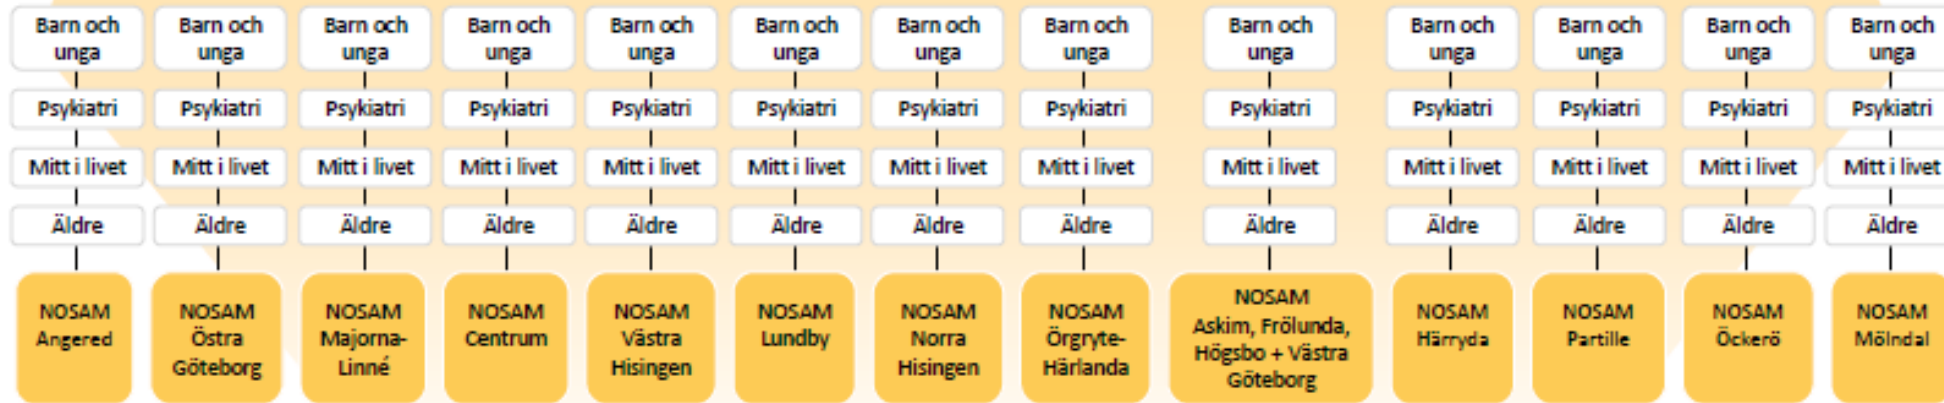 Barn och Barn och Barn och Barn och Barn och Barn och Barn och Barn och Barn och Barn och Barn och Barn och Barn och
unga unga unga unga unga unga unga unga unga unga unga unga unga
Psykiatri Psykiatri Psykiatri Psykiatri Psykiatri Psykiatri Psykiatri Psykiatri Psykiatri Psykiatri Psykiatri Psykiatri Psykiatri
Mitt i livet Mitt i livet Mitt i livet Mitt i livet Mitt i livet Mitt i livet Mitt i livet Mitt i livet Mitt i livet Mitt i livet Mitt i livet Mitt i livet Mitt i livet
Äldre Äldre Äldre Äldre Äldre Äldre Äldre Äldre Äldre Äldre Äldre Äldre Äldre
NOSAM
Angered
NOSAM
Östra
Göteborg
NOSAM
Majorna-
Linné
NOSAM
Centrum
NOSAM
Västra
Hisingen
NOSAM
Lundby
NOSAM
Norra
Hisingen
NOSAM
Örgryte-
Härlanda
NOSAM
Askim, Frölunda,
Högsbo + Västra
Göteborg
NOSAM
Härryda
NOSAM
Partille
NOSAM
Öckerö
NOSAM
Mölndal